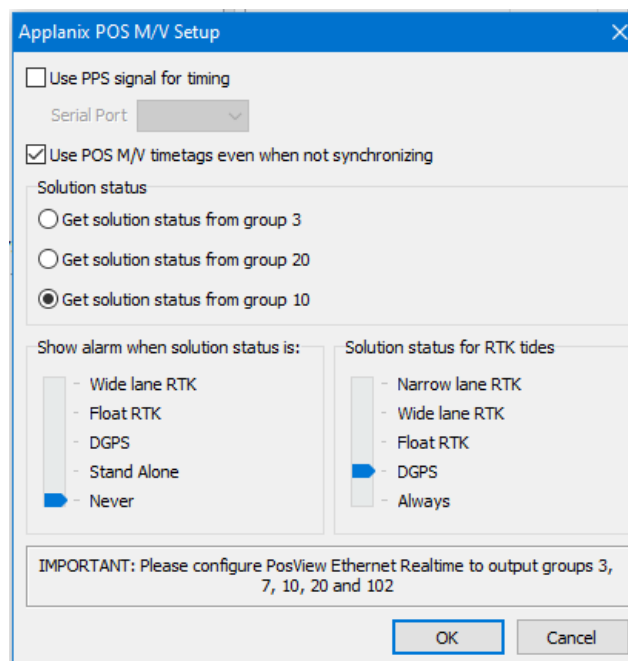 Applanix POS M/V Setup
Use PPS signal for timing
Serial Port
Use POS M/V timetags even when not synchronizing
Solution status
Get solution status from group 3
Get solution status from group 20
Get solution status from group 10
Show alarm when solution status is:
Wide lane RTK
Float RTK
DGPS
Stand Alone
Never
Solution status for RTK tides
Narrow lane RTK
Wide lane RTK
Float RTK
DGPS
Always
IMPORTANT: Please configure PosView Ethernet Realtime to output groups 3,
7, 10, 20 and 102
OK
Cancel